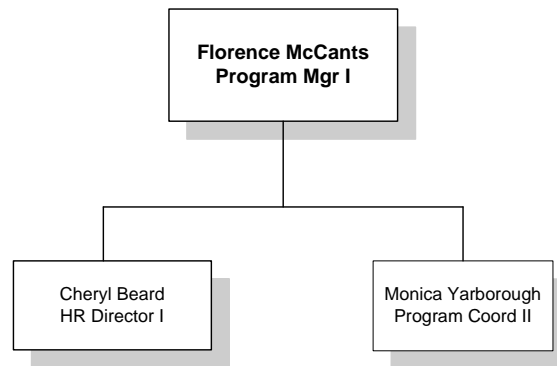 Florence McCants
Program Mgr I
Cheryl Beard
HR Director I
Monica Yarborough
Program Coord II